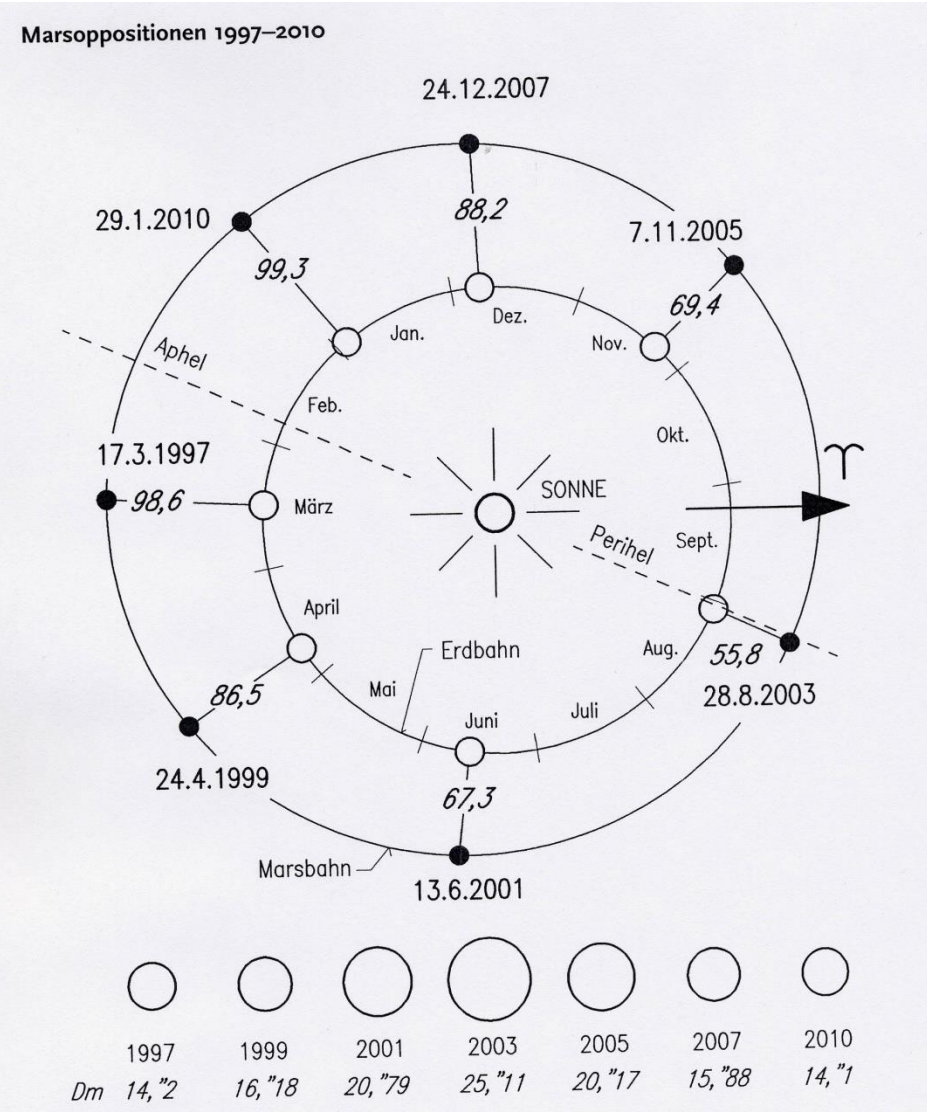 Marsoppositionen 1997–2010
24.12.2007
29.1.2010
88,2
7.11.2005
99,3
69,4
Jan.
Dez.
Nov.
Aphel
Feb.
Okt.
17.3.1997
98,6
März
SONNE
♈
Perihel
Sept.
April
Aug.
55,8
Erdbahn
86,5
Mai
Juni
Juli
28.8.2003
24.4.1999
67,3
Marsbahn
13.6.2001
1997 1999 2001 2003 2005 2007 2010
Dm 14,"2 16,"18 20,"79 25,"11 20,"17 15,"88 14,"1